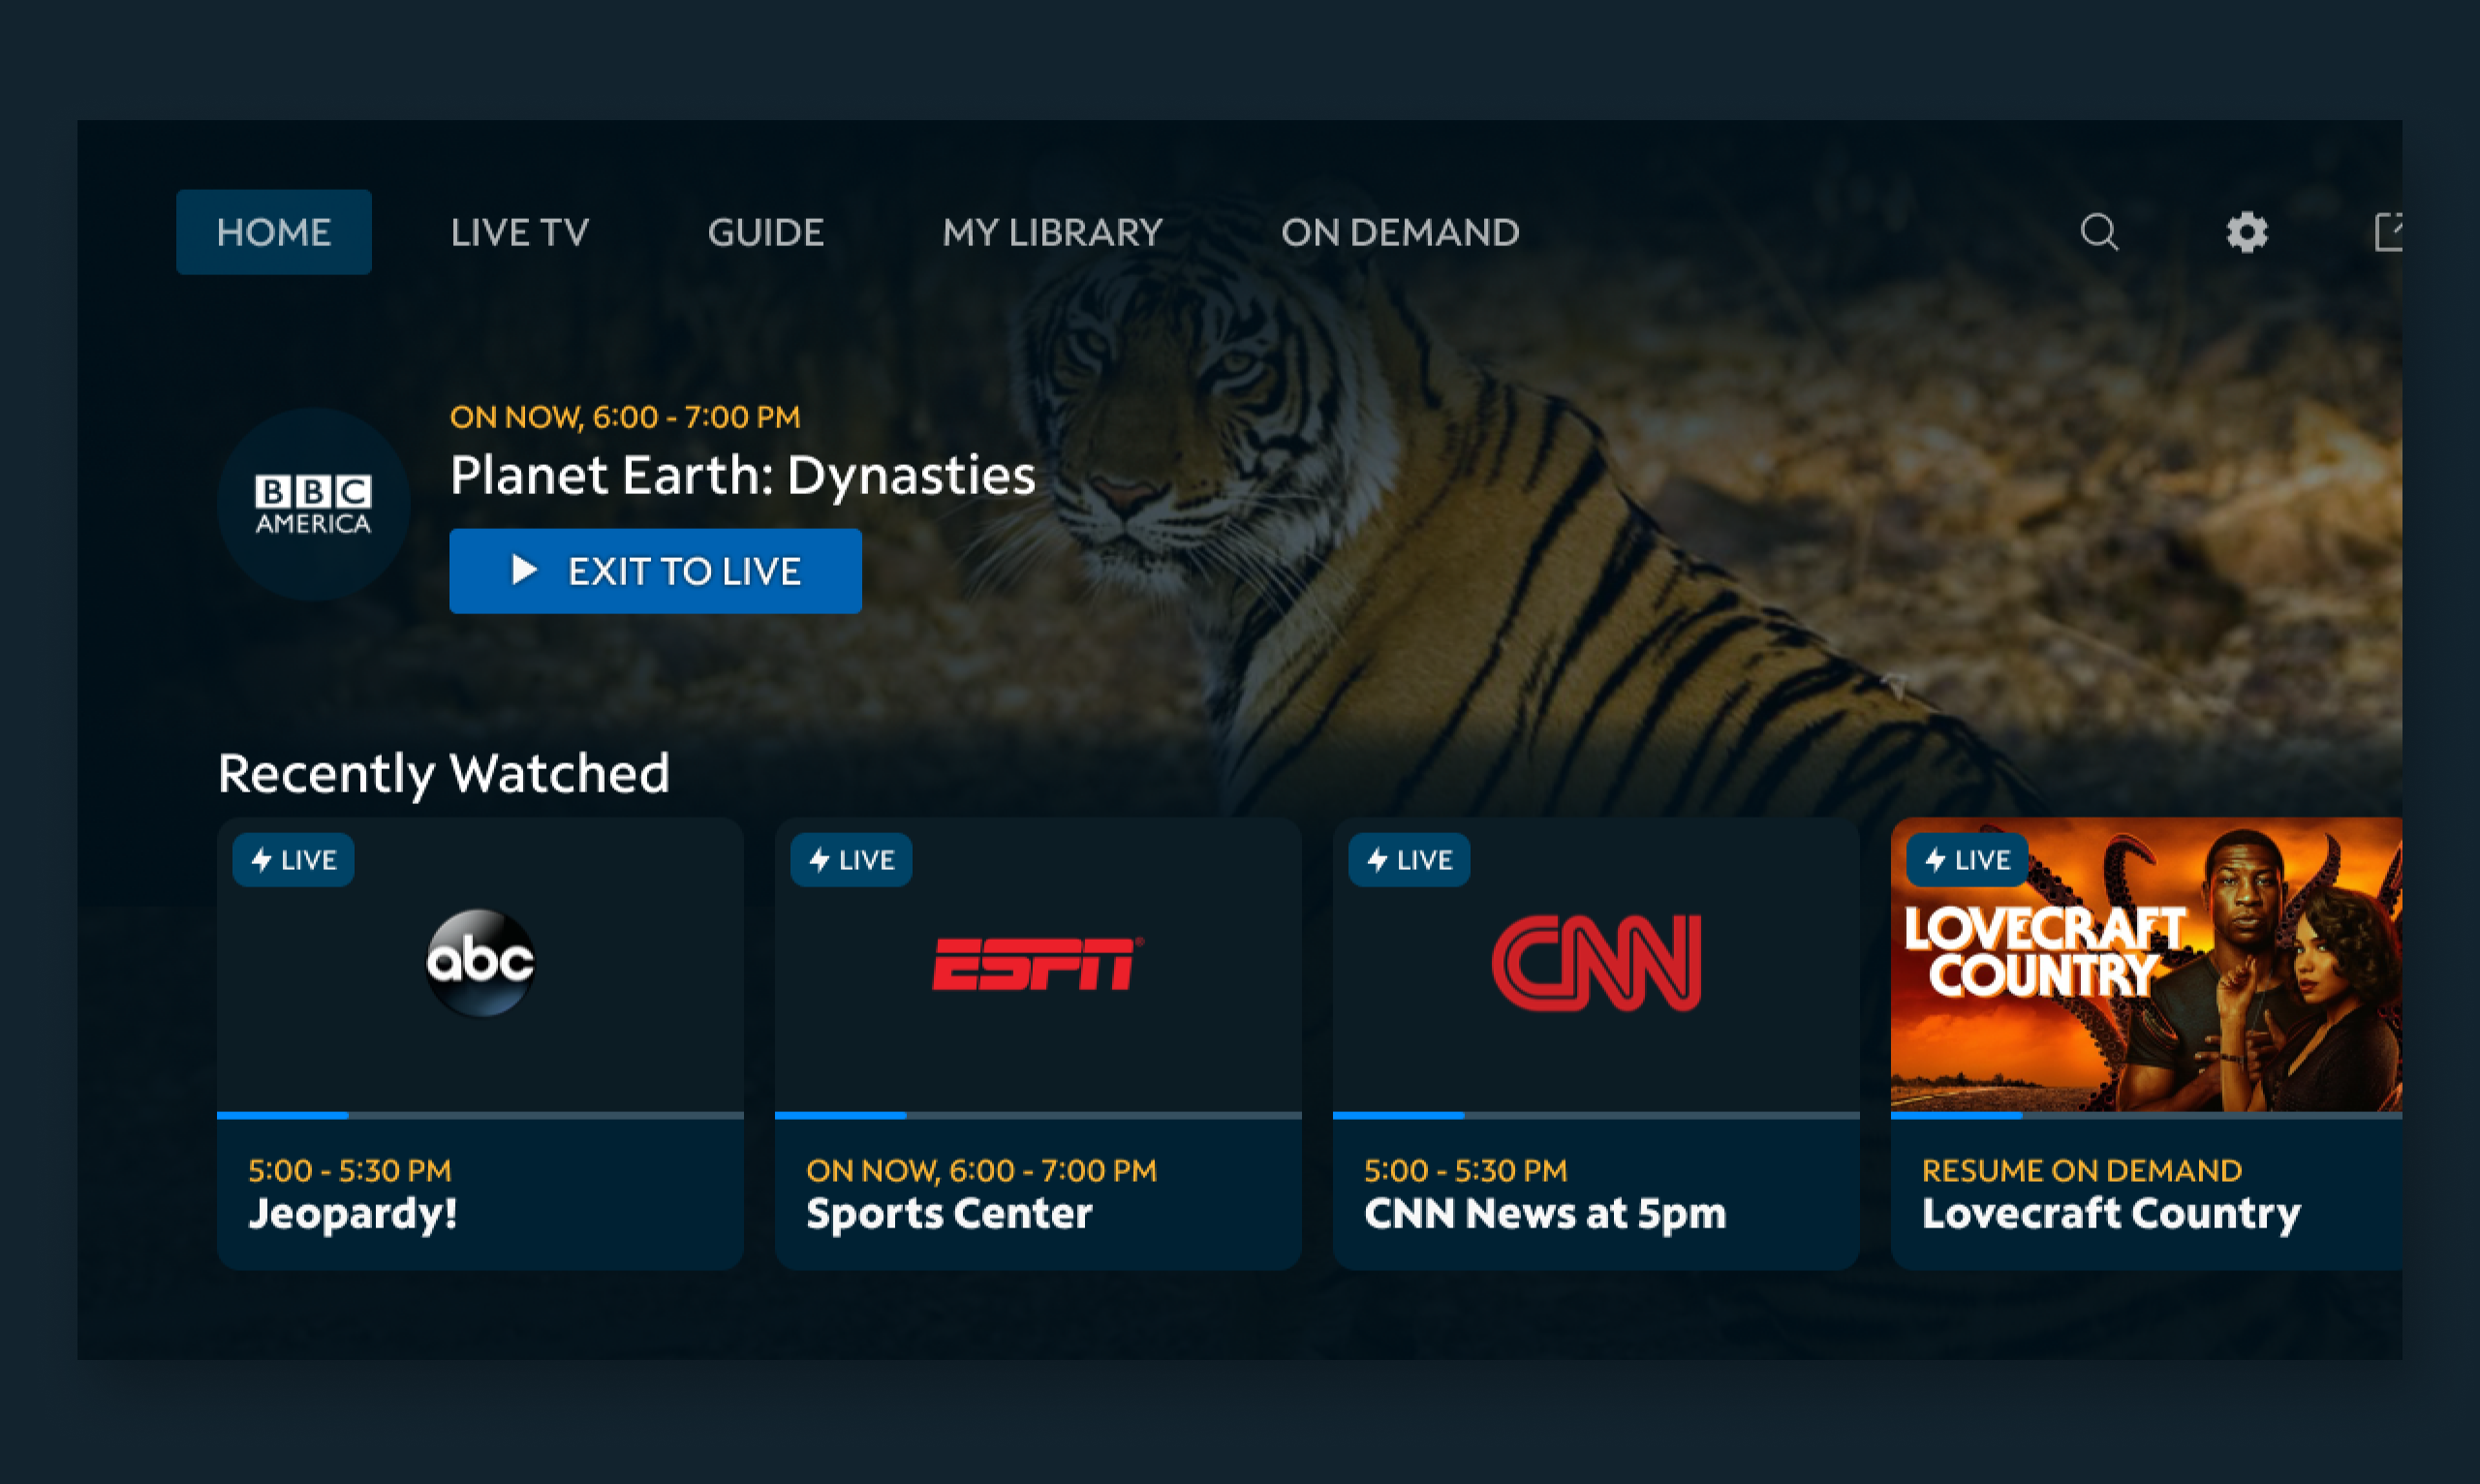 HOME
LIVE TV
GUIDE
MY LIBRARY
ON DEMAND
BBC
AMERICA
ON NOW, 6:00 - 7:00 PM
Planet Earth: Dynasties
EXIT TO LIVE
Recently Watched
LIVE
abc
5:00 - 5:30 PM
Jeopardy!
LIVE
ESPN®
ON NOW, 6:00 - 7:00 PM
Sports Center
LIVE
CNN
5:00 - 5:30 PM
CNN News at 5pm
LIVE
LOVECRAFT
COUNTRY
RESUME ON DEMAND
Lovecraft Country